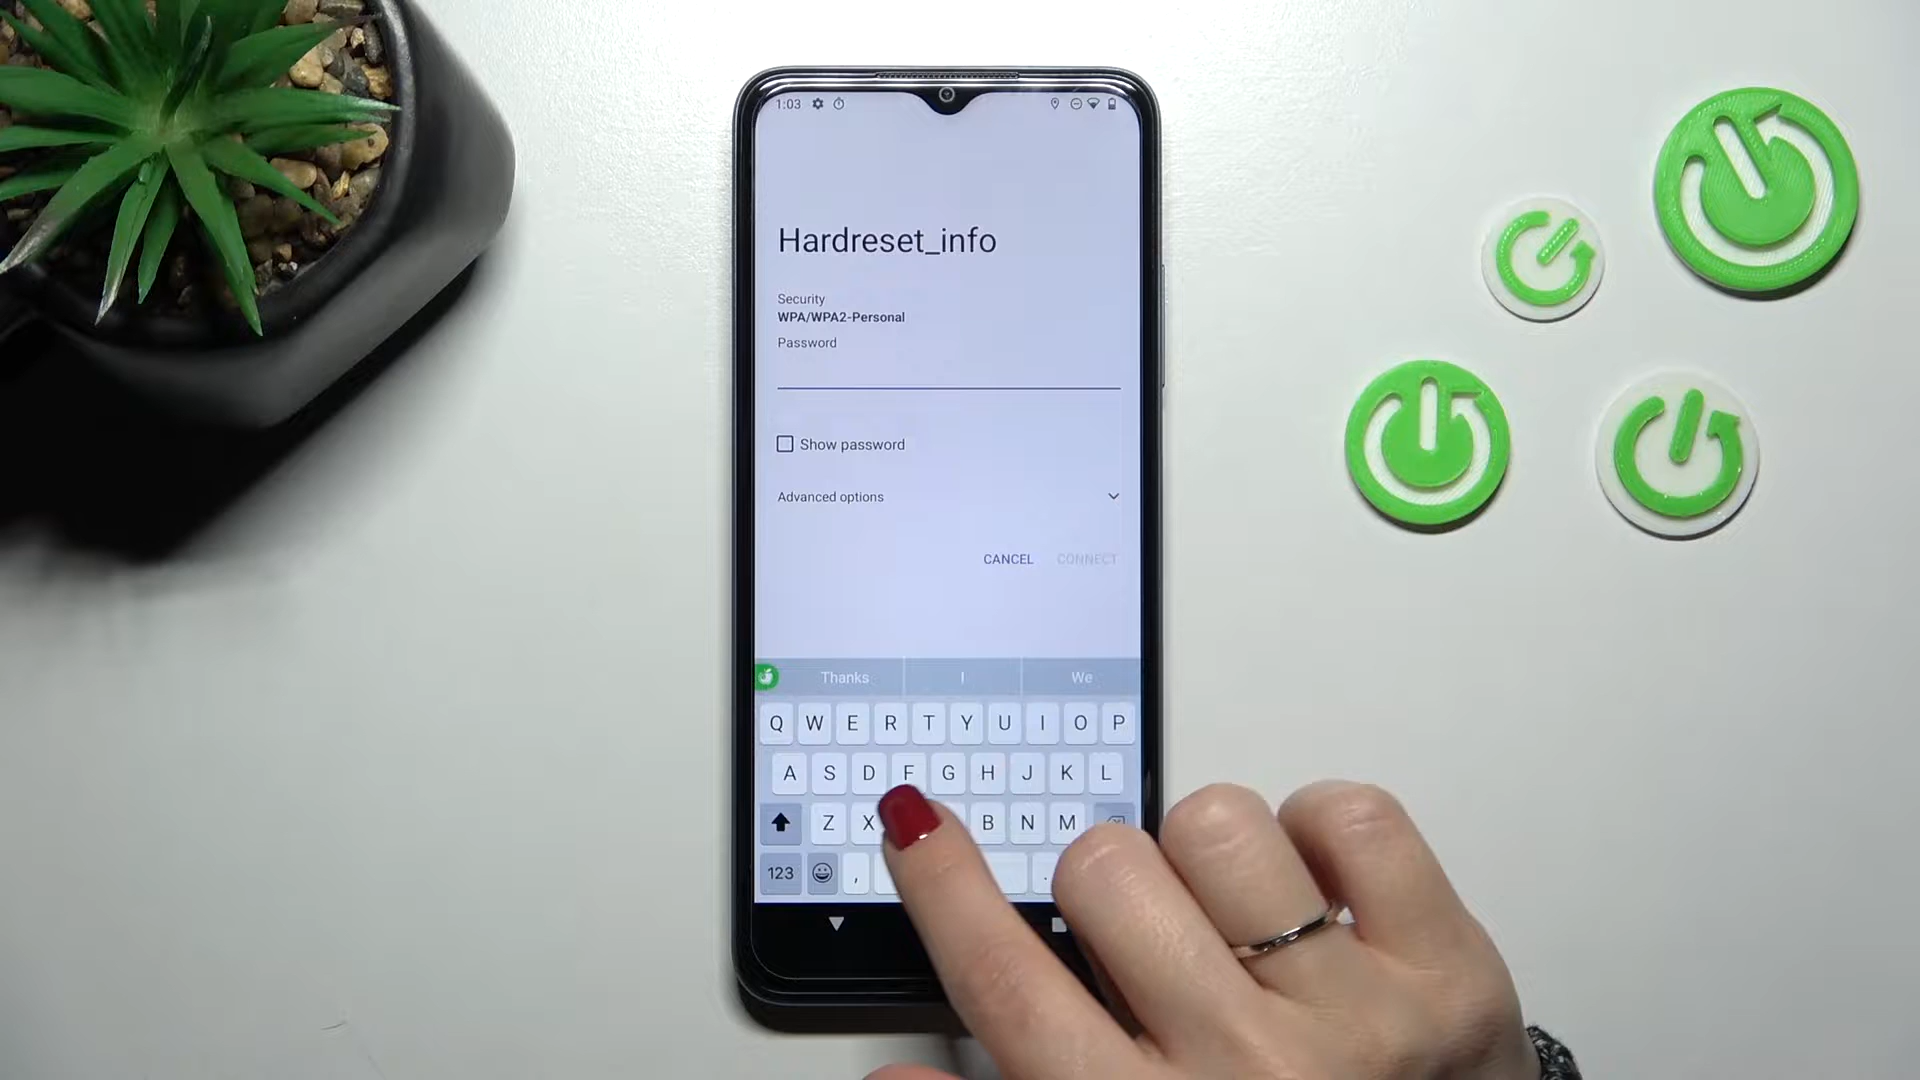 1:03
Hardreset_info
Security
WPA/WPA2-Personal
Password
Show password
Advanced options
CANCEL CONNECT
Thanks I We
Q W E R T Y U I O P
A S D F G H J K L
Z X B N M
123 , .